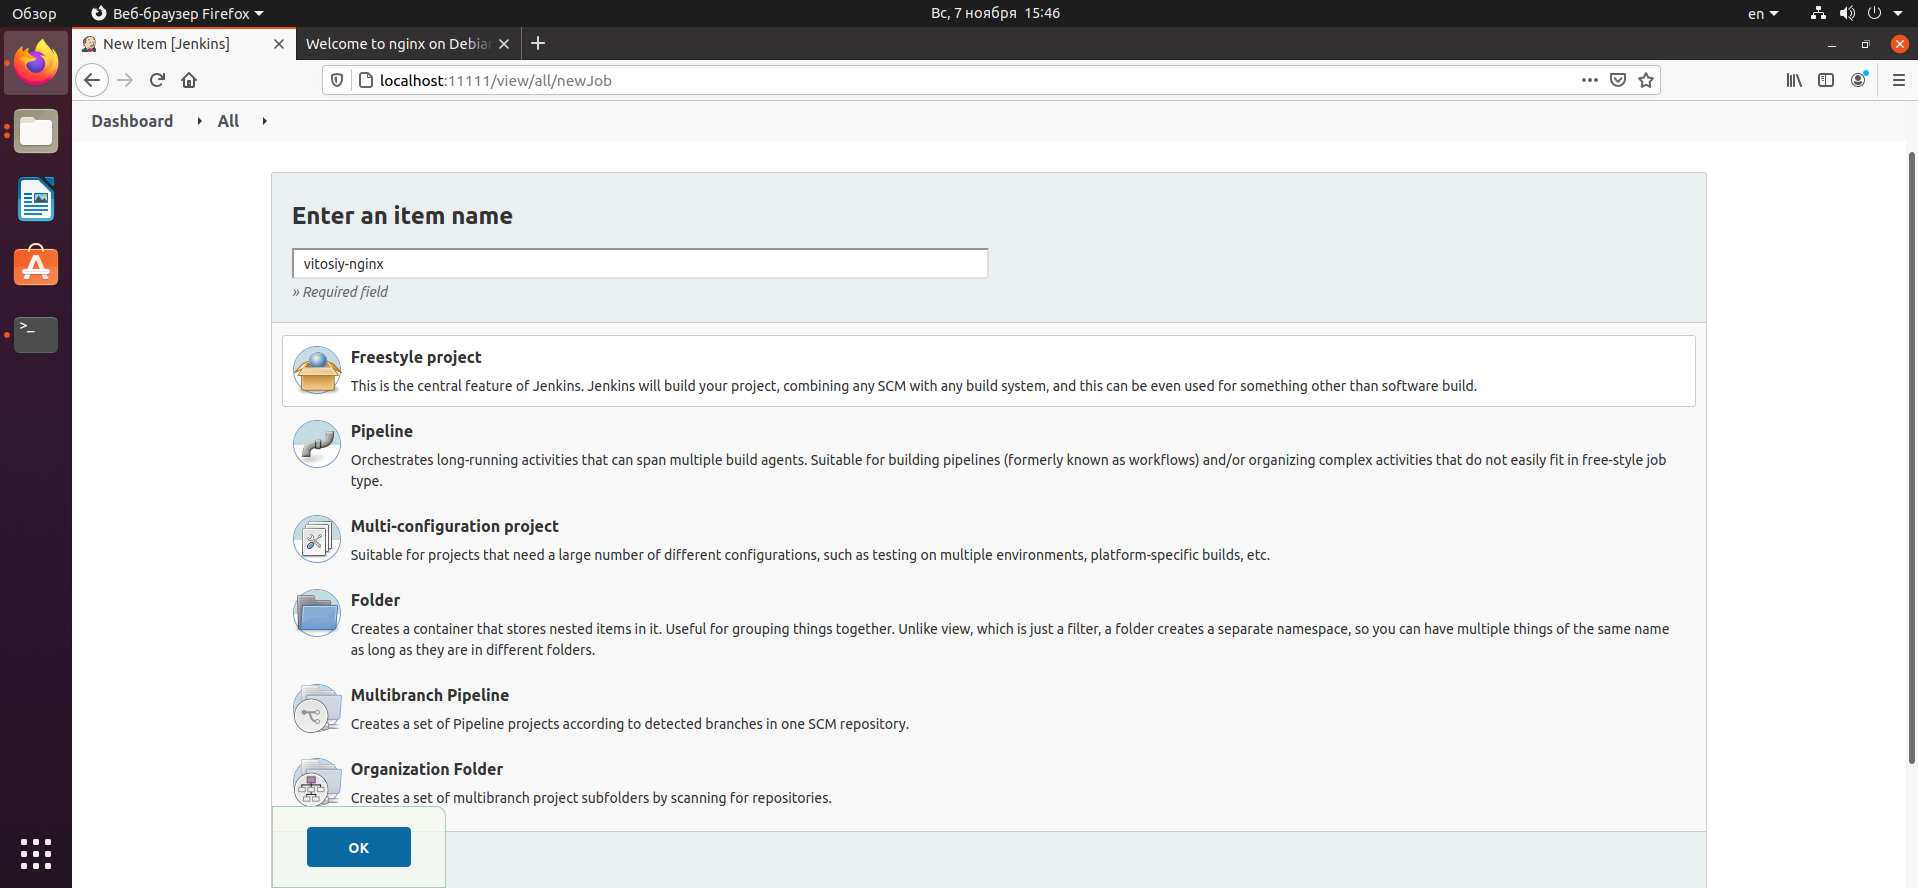 Обзор
Веб-браузер Firefox
Вс, 7 ноября 15:46
en
New Item [Jenkins]
Welcome to nginx on Debian
localhost:11111/view/all/newJob
Dashboard
All
Enter an item name
vitosiy-nginx
» Required field
Freestyle project
This is the central feature of Jenkins. Jenkins will build your project, combining any SCM with any build system, and this can be even used for something other than software build.
Pipeline
Orchestrates long-running activities that can span multiple build agents. Suitable for building pipelines (formerly known as workflows) and/or organizing complex activities that do not easily fit in free-style job
type.
Multi-configuration project
Suitable for projects that need a large number of different configurations, such as testing on multiple environments, platform-specific builds, etc.
Folder
Creates a container that stores nested items in it. Useful for grouping things together. Unlike view, which is just a filter, a folder creates a separate namespace, so you can have multiple things of the same name
as long as they are in different folders.
Multibranch Pipeline
Creates a set of Pipeline projects according to detected branches in one SCM repository.
Organization Folder
Creates a set of multibranch project subfolders by scanning for repositories.
OK